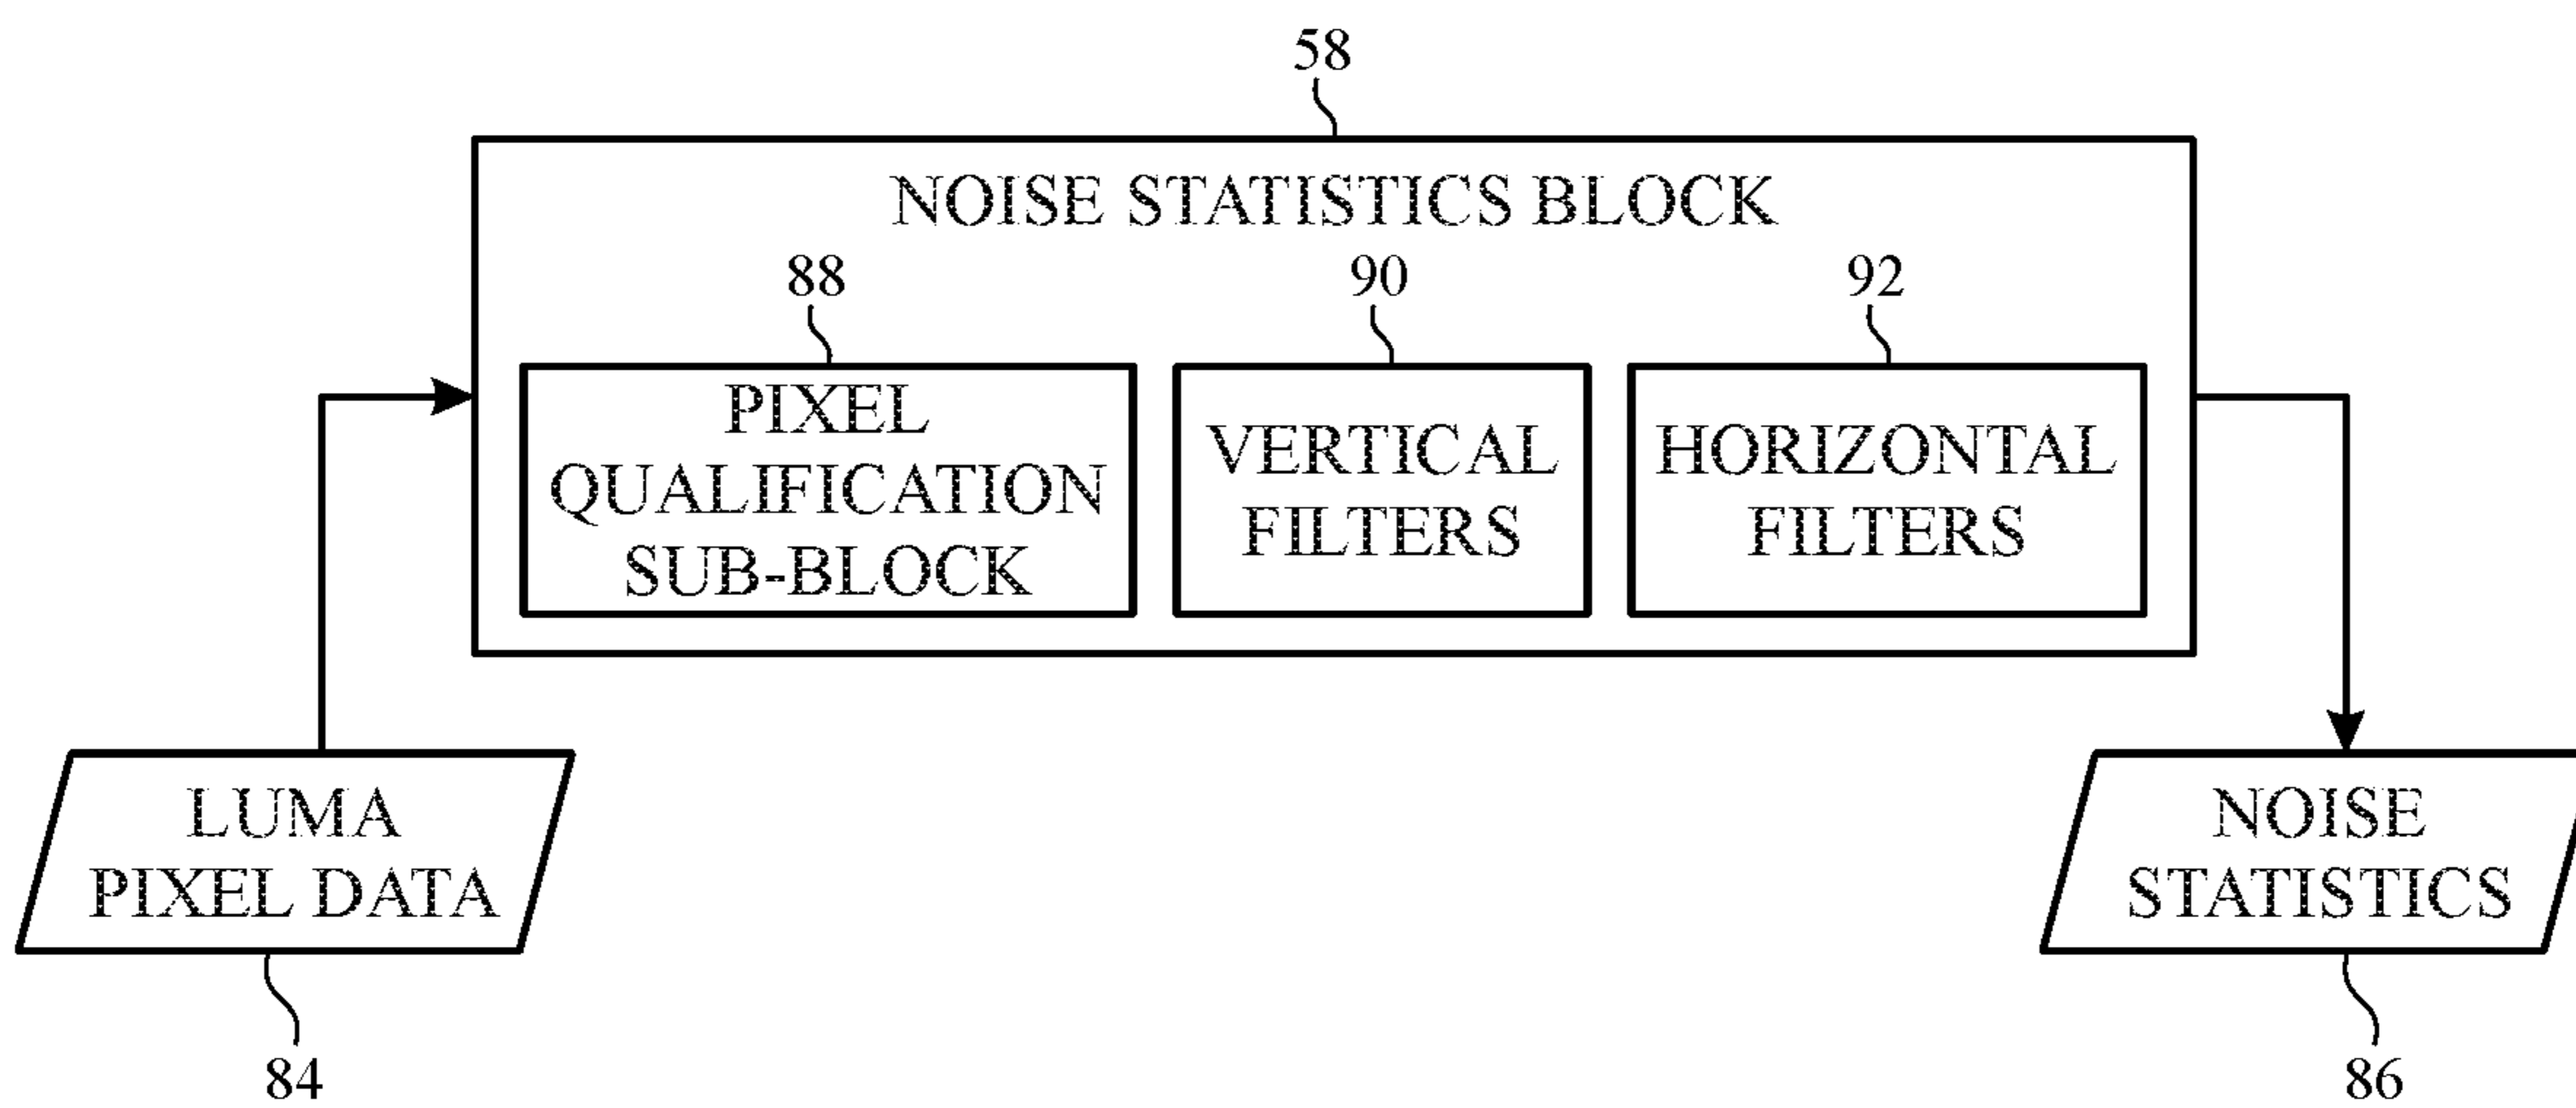 58
NOISE STATISTICS BLOCK
88
90
92
PIXEL
QUALIFICATION
SUB-BLOCK
VERTICAL
FILTERS
HORIZONTAL
FILTERS
LUMA
PIXEL DATA
NOISE
STATISTICS
84
86